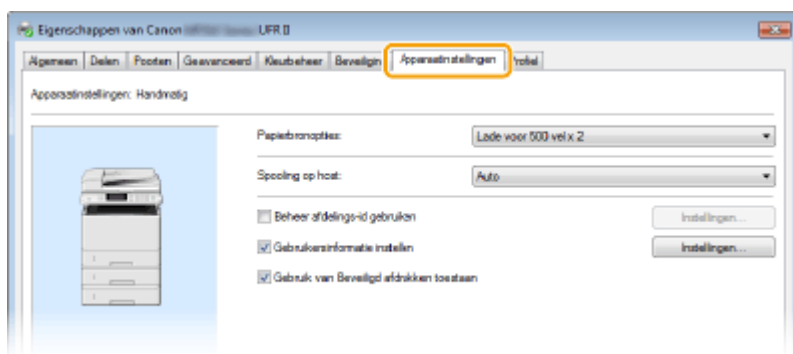 Eigenschappen van Canon UFR II
Algemeen Delen Poorten Geavanceerd Kleurbeheer Beveiligin Apparaatinstellingen Profiel
Apparaatinstellingen: Handmatig
Papierbronopties: Lade voor 500 vel x 2
Spooling op host: Auto
Beheer afdelings-id gebruiken Instellingen...
Gebruikersinformatie instellen Instellingen...
Gebruik van Beveiligd afdrukken toestaan